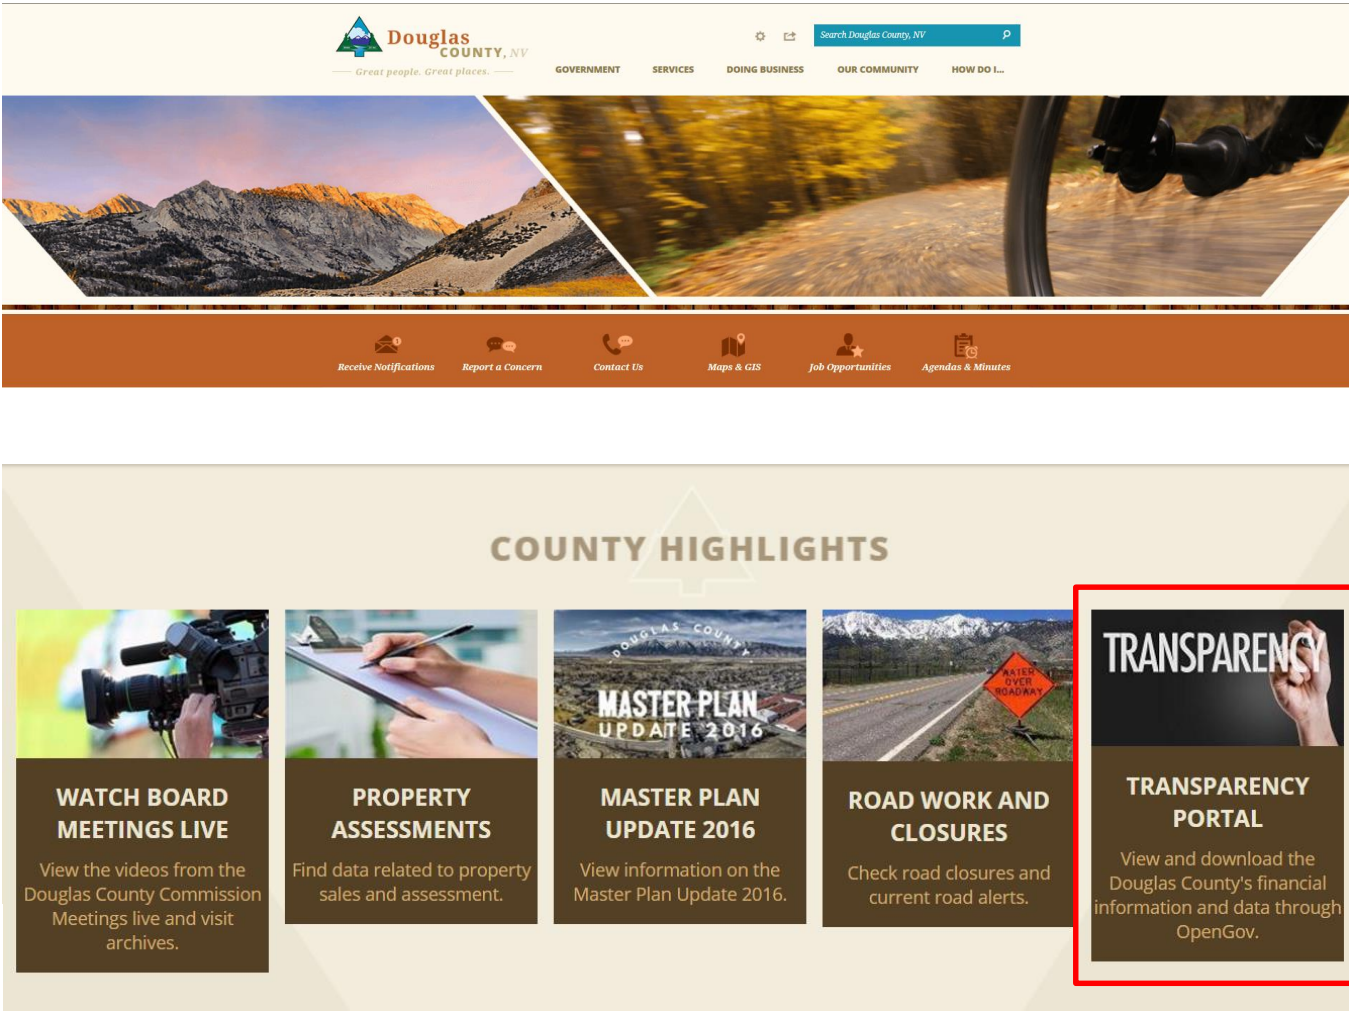 Douglas
COUNTY, NV
Great people. Great places.
Search Douglas County, NV
GOVERNMENT SERVICES DOING BUSINESS OUR COMMUNITY HOW DO I...
Receive Notifications Report a Concern Contact Us Maps & GIS Job Opportunities Agendas & Minutes
COUNTY HIGHLIGHTS
WATCH BOARD
MEETINGS LIVE
View the videos from the
Douglas County Commission
Meetings live and visit
archives.
PROPERTY
ASSESSMENTS
Find data related to property
sales and assessment.
DOUGLAS COUNTY
MASTER PLAN
UPDATE 2016
MASTER PLAN
UPDATE 2016
View information on the
Master Plan Update 2016.
WATER
OVER
ROADWAY
ROAD WORK AND
CLOSURES
Check road closures and
current road alerts.
TRANSPARENCY
TRANSPARENCY
PORTAL
View and download the
Douglas County's financial
information and data through
OpenGov.